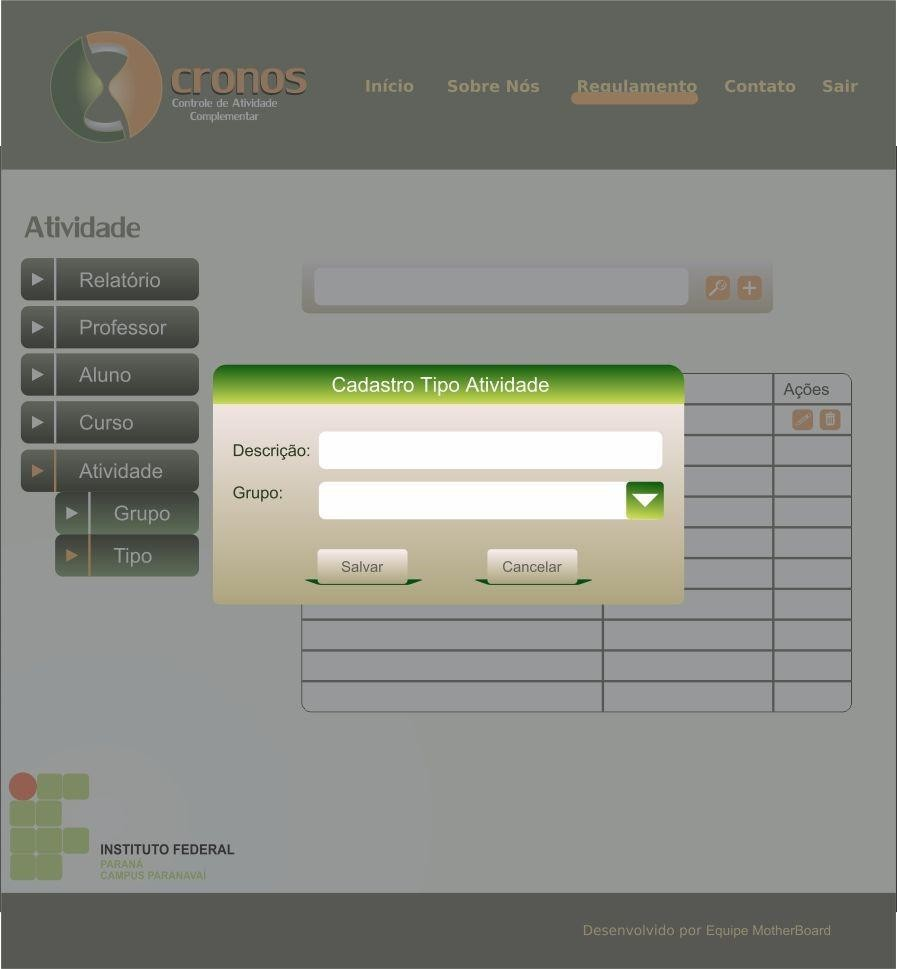 cronos
Controle de Atividade
Complementar
Início Sobre Nós Regulamento Contato Sair
Atividade
Relatório
Professor
Aluno
Curso
Atividade
Grupo
Tipo
Ações
Cadastro Tipo Atividade
Descrição:
Grupo:
Salvar Cancelar
INSTITUTO FEDERAL
PARANÁ
CAMPUS PARANAVAÍ
Desenvolvido por Equipe MotherBoard